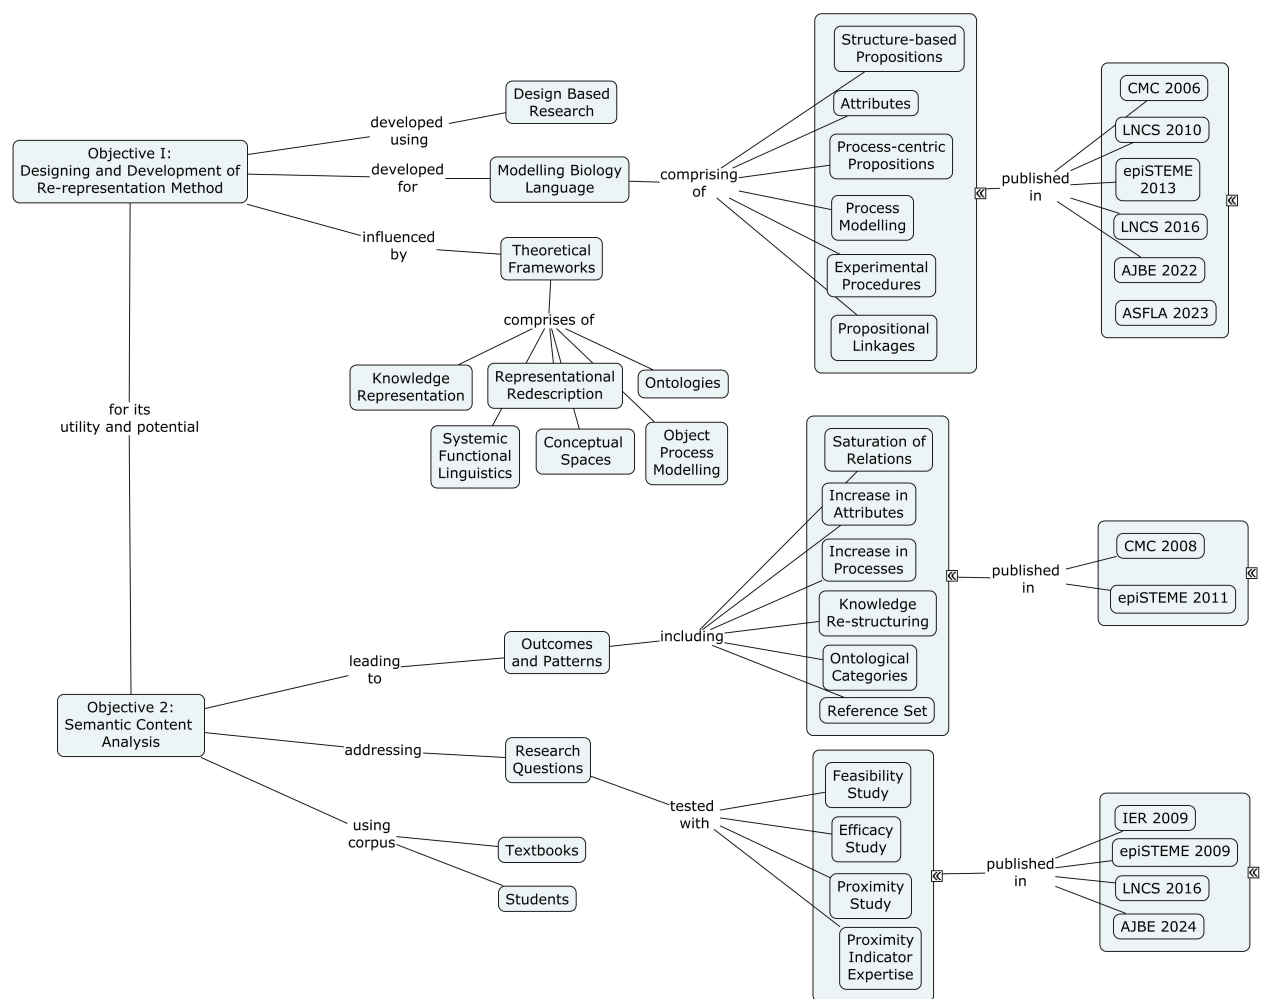 Structure-based
Propositions
Attributes
Process-centric
Propositions
Process
Modelling
Experimental
Procedures
Propositional
Linkages
published
in
CMC 2006
LNCS 2010
epiSTEME
2013
LNCS 2016
AJBE 2022
ASFLA 2023
Design Based
Research
developed
using
Objective I:
Designing and Development of
Re-representation Method
developed
for
Modelling Biology
Language
comprising
of
influenced
by
Theoretical
Frameworks
comprises of
Knowledge
Representation
Representational
Redescription
Ontologies
Systemic
Functional
Linguistics
Conceptual
Spaces
Object
Process
Modelling
for its
utility and potential
Saturation of
Relations
Increase in
Attributes
Increase in
Processes
Knowledge
Re-structuring
Ontological
Categories
Reference Set
published
in
CMC 2008
epiSTEME 2011
Outcomes
and Patterns
including
leading
to
Objective 2:
Semantic Content
Analysis
addressing
Research
Questions
tested
with
using
corpus
Textbooks
Students
Feasibility
Study
Efficacy
Study
Proximity
Study
Proximity
Indicator
Expertise
published
in
IER 2009
epiSTEME 2009
LNCS 2016
AJBE 2024